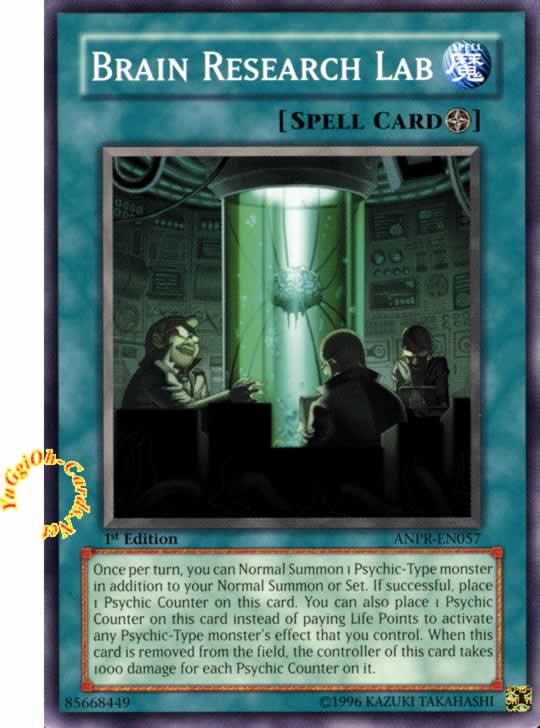 BRAIN RESEARCH LAB
SPELL
魔
[SPELL CARD]
YuGgiOh-Cards.Net
1st Edition
ANPR-EN057
Once per turn, you can Normal Summon 1 Psychic-Type monster
in addition to your Normal Summon or Set. If successful, place
1 Psychic Counter on this card. You can also place 1 Psychic
Counter on this card instead of paying Life Points to activate
any Psychic-Type monster's effect that you control. When this
card is removed from the field, the controller of this card takes
1000 damage for each Psychic Counter on it.
85668449
©1996 KAZUKI TAKAHASHI